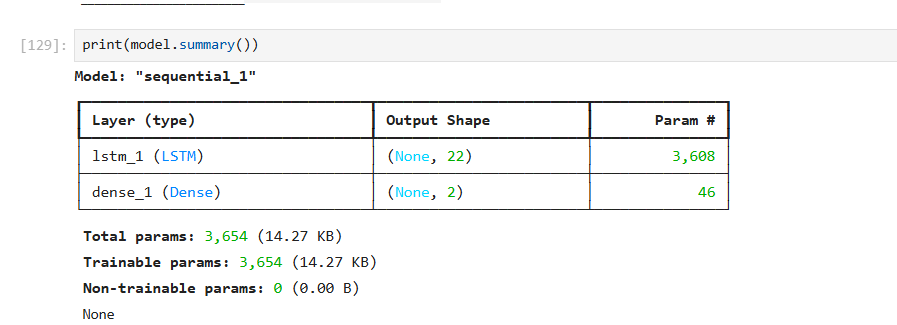 [129]: print(model.summary())
Model: "sequential_1"
Layer (type) Output Shape Param #
lstm_1 (LSTM) (None, 22) 3,608
dense_1 (Dense) (None, 2) 46
Total params: 3,654 (14.27 KB)
Trainable params: 3,654 (14.27 KB)
Non-trainable params: 0 (0.00 B)
None